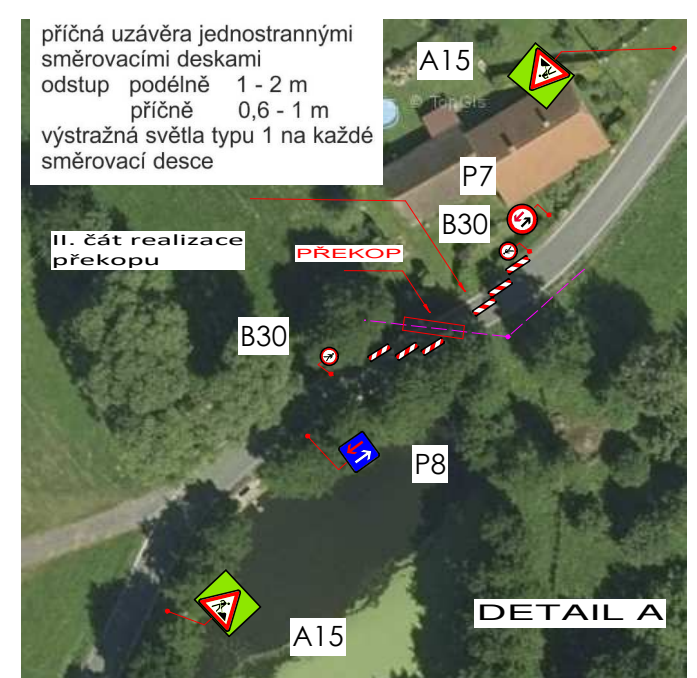 příčná uzávěra jednostrannými
směrovacími deskami
odstup podélně 1 - 2 m
příčně 0,6 - 1 m
výstražná světla typu 1 na každé
směrovací desce
A15
© TopGis
P7
B30
II. čát realizace
překopu
PŘEKOP
B30
P8
A15
DETAIL A